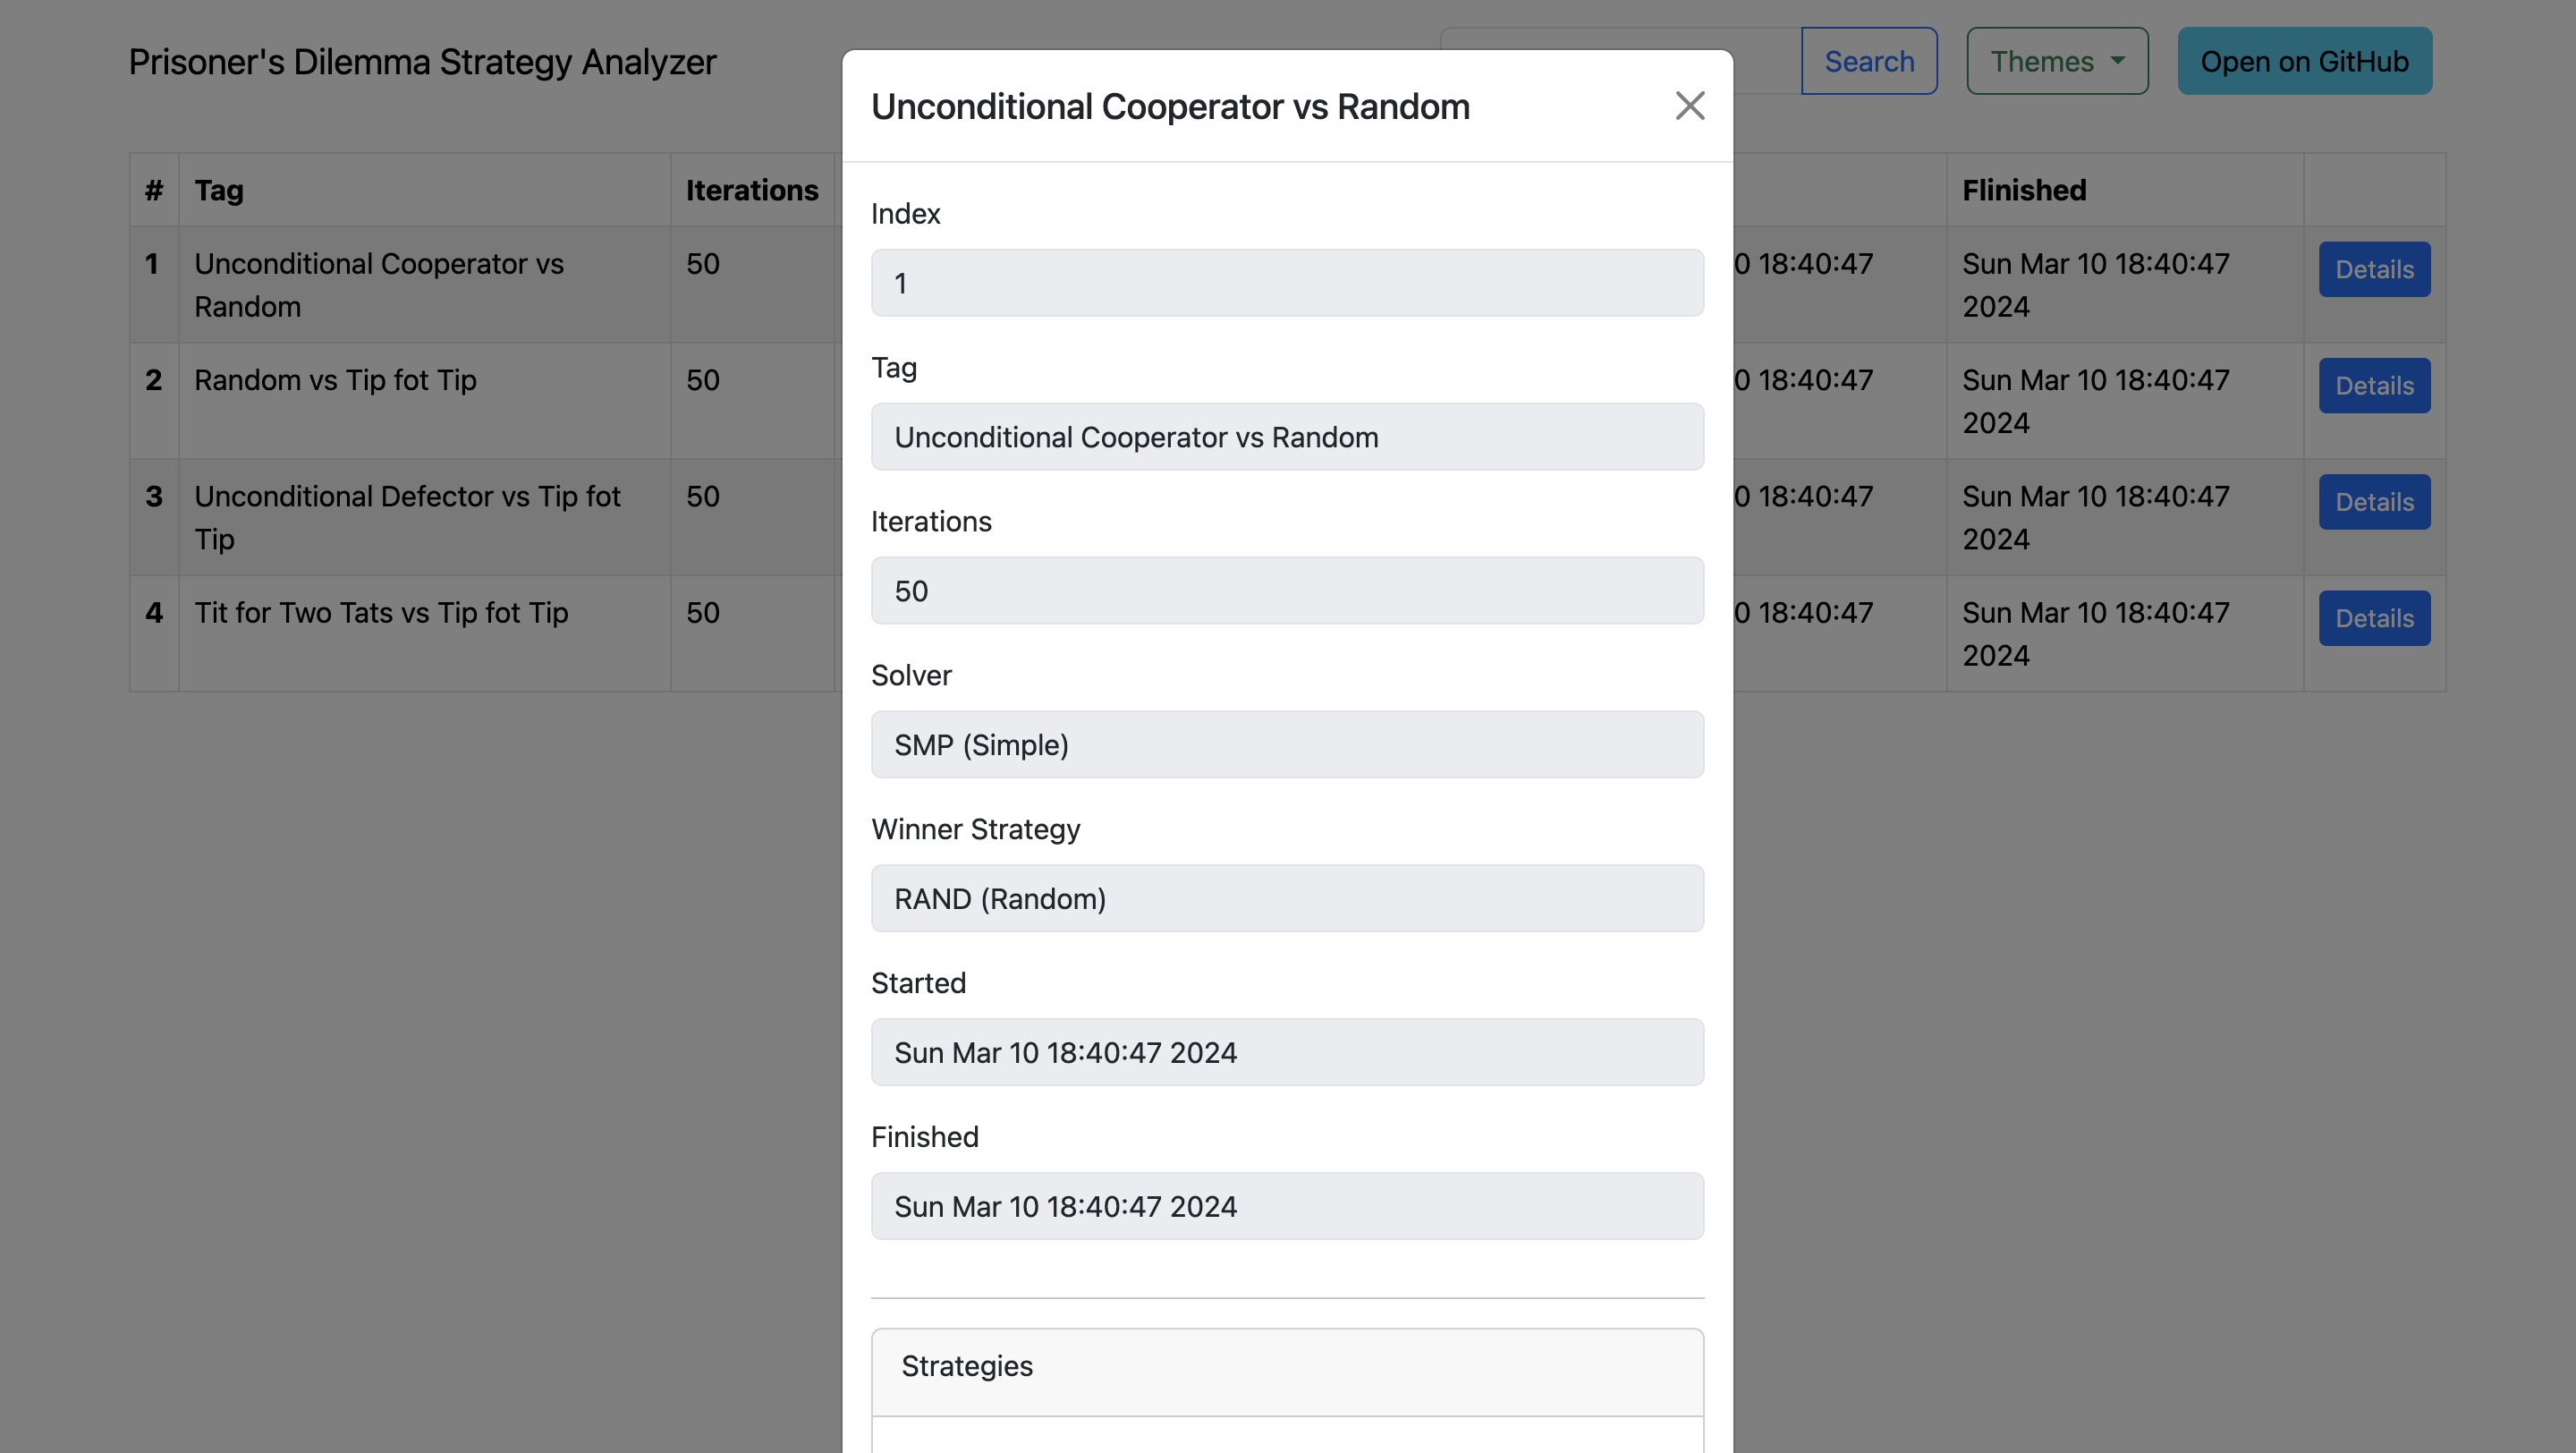 Prisoner's Dilemma Strategy Analyzer
Search
Themes
Open on GitHub
# Tag Iterations Flinished
1 Unconditional Cooperator vs 50 0 18:40:47 Sun Mar 10 18:40:47 Details
Random 2024
2 Random vs Tip fot Tip 50 0 18:40:47 Sun Mar 10 18:40:47 Details
2024
3 Unconditional Defector vs Tip fot 50 0 18:40:47 Sun Mar 10 18:40:47 Details
Tip 2024
4 Tit for Two Tats vs Tip fot Tip 50 0 18:40:47 Sun Mar 10 18:40:47 Details
2024
Unconditional Cooperator vs Random
Index
1
Tag
Unconditional Cooperator vs Random
Iterations
50
Solver
SMP (Simple)
Winner Strategy
RAND (Random)
Started
Sun Mar 10 18:40:47 2024
Finished
Sun Mar 10 18:40:47 2024
Strategies